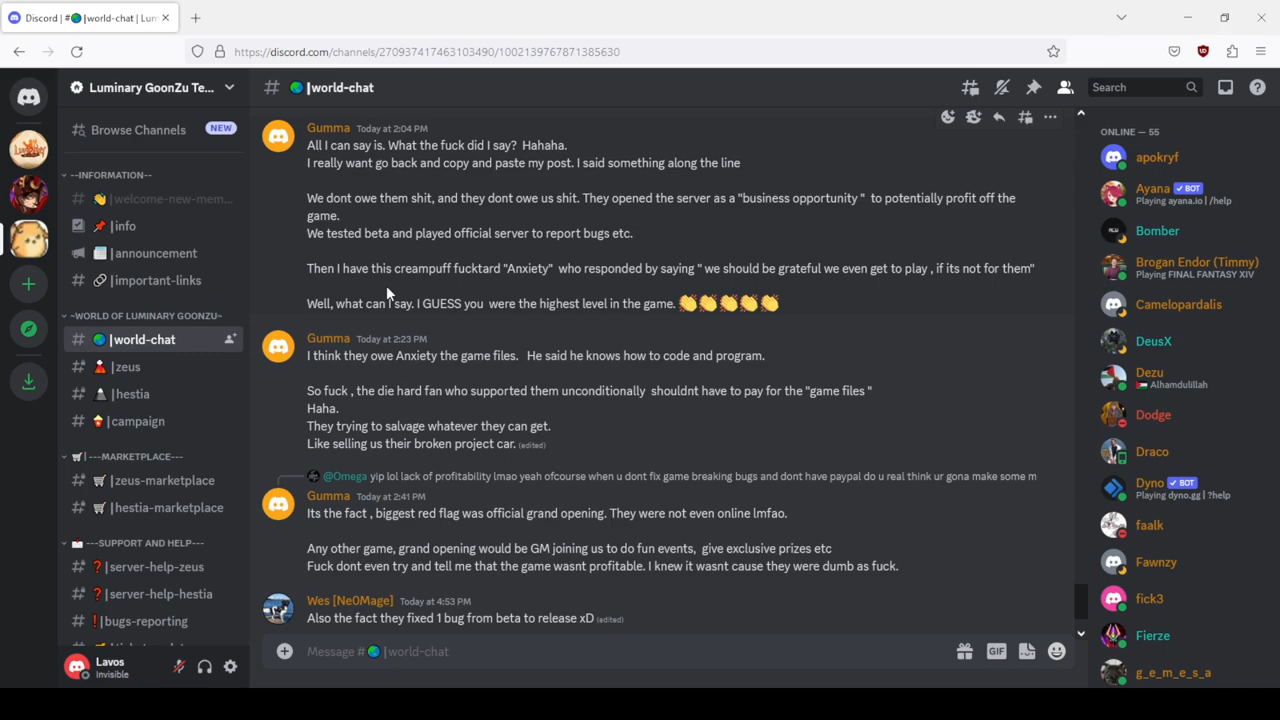 Discord | # |world-chat | Lum
https://discord.com/channels/270937417463103490/1002139767871385630
Luminary GoonZu Te...
# |world-chat
Search
Browse Channels
NEW
--INFORMATION--
|welcome-new-mem...
|info
|announcement
|important-links
~WORLD OF LUMINARY GOONZU~
|world-chat
|zeus
|hestia
|campaign
|---MARKETPLACE---
|zeus-marketplace
|hestia-marketplace
|---SUPPORT AND HELP---
|server-help-zeus
|server-help-hestia
|bugs-reporting
Lavos
Invisible
Gumma Today at 2:04 PM
All I can say is. What the fuck did I say? Hahaha.
I really want go back and copy and paste my post. I said something along the line
We dont owe them shit, and they dont owe us shit. They opened the server as a "business opportunity " to potentially profit off the
game.
We tested beta and played official server to report bugs etc.
Then I have this creampuff fucktard "Anxiety" who responded by saying " we should be grateful we even get to play , if its not for them"
Well, what can I say. I GUESS you were the highest level in the game. 👏👏👏👏👏
Gumma Today at 2:23 PM
I think they owe Anxiety the game files. He said he knows how to code and program.
So fuck , the die hard fan who supported them unconditionally shouldnt have to pay for the "game files "
Haha.
They trying to salvage whatever they can get.
Like selling us their broken project car. (edited)
@Omega yip lol lack of profitability lmao yeah ofcourse when u dont fix game breaking bugs and dont have paypal do u real think ur gona make some m
Gumma Today at 2:41 PM
Its the fact , biggest red flag was official grand opening. They were not even online lmfao.
Any other game, grand opening would be GM joining us to do fun events, give exclusive prizes etc
Fuck dont even try and tell me that the game wasnt profitable. I knew it wasnt cause they were dumb as fuck.
Wes [Ne0Mage] Today at 4:53 PM
Also the fact they fixed 1 bug from beta to release xD (edited)
Message # |world-chat
GIF
ONLINE — 55
apokryf
Ayana ✓ BOT
Playing ayana.io | /help
Bomber
Brogan Endor (Timmy)
Playing FINAL FANTASY XIV
Camelopardalis
DeusX
Dezu
Alhamdulillah
Dodge
Draco
Dyno ✓ BOT
Playing dyno.gg | ?help
faalk
Fawnzy
fick3
Fierze
g_e_m_e_s_a